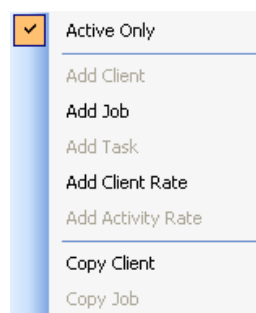 Active Only
Add Client
Add Job
Add Task
Add Client Rate
Add Activity Rate
Copy Client
Copy Job